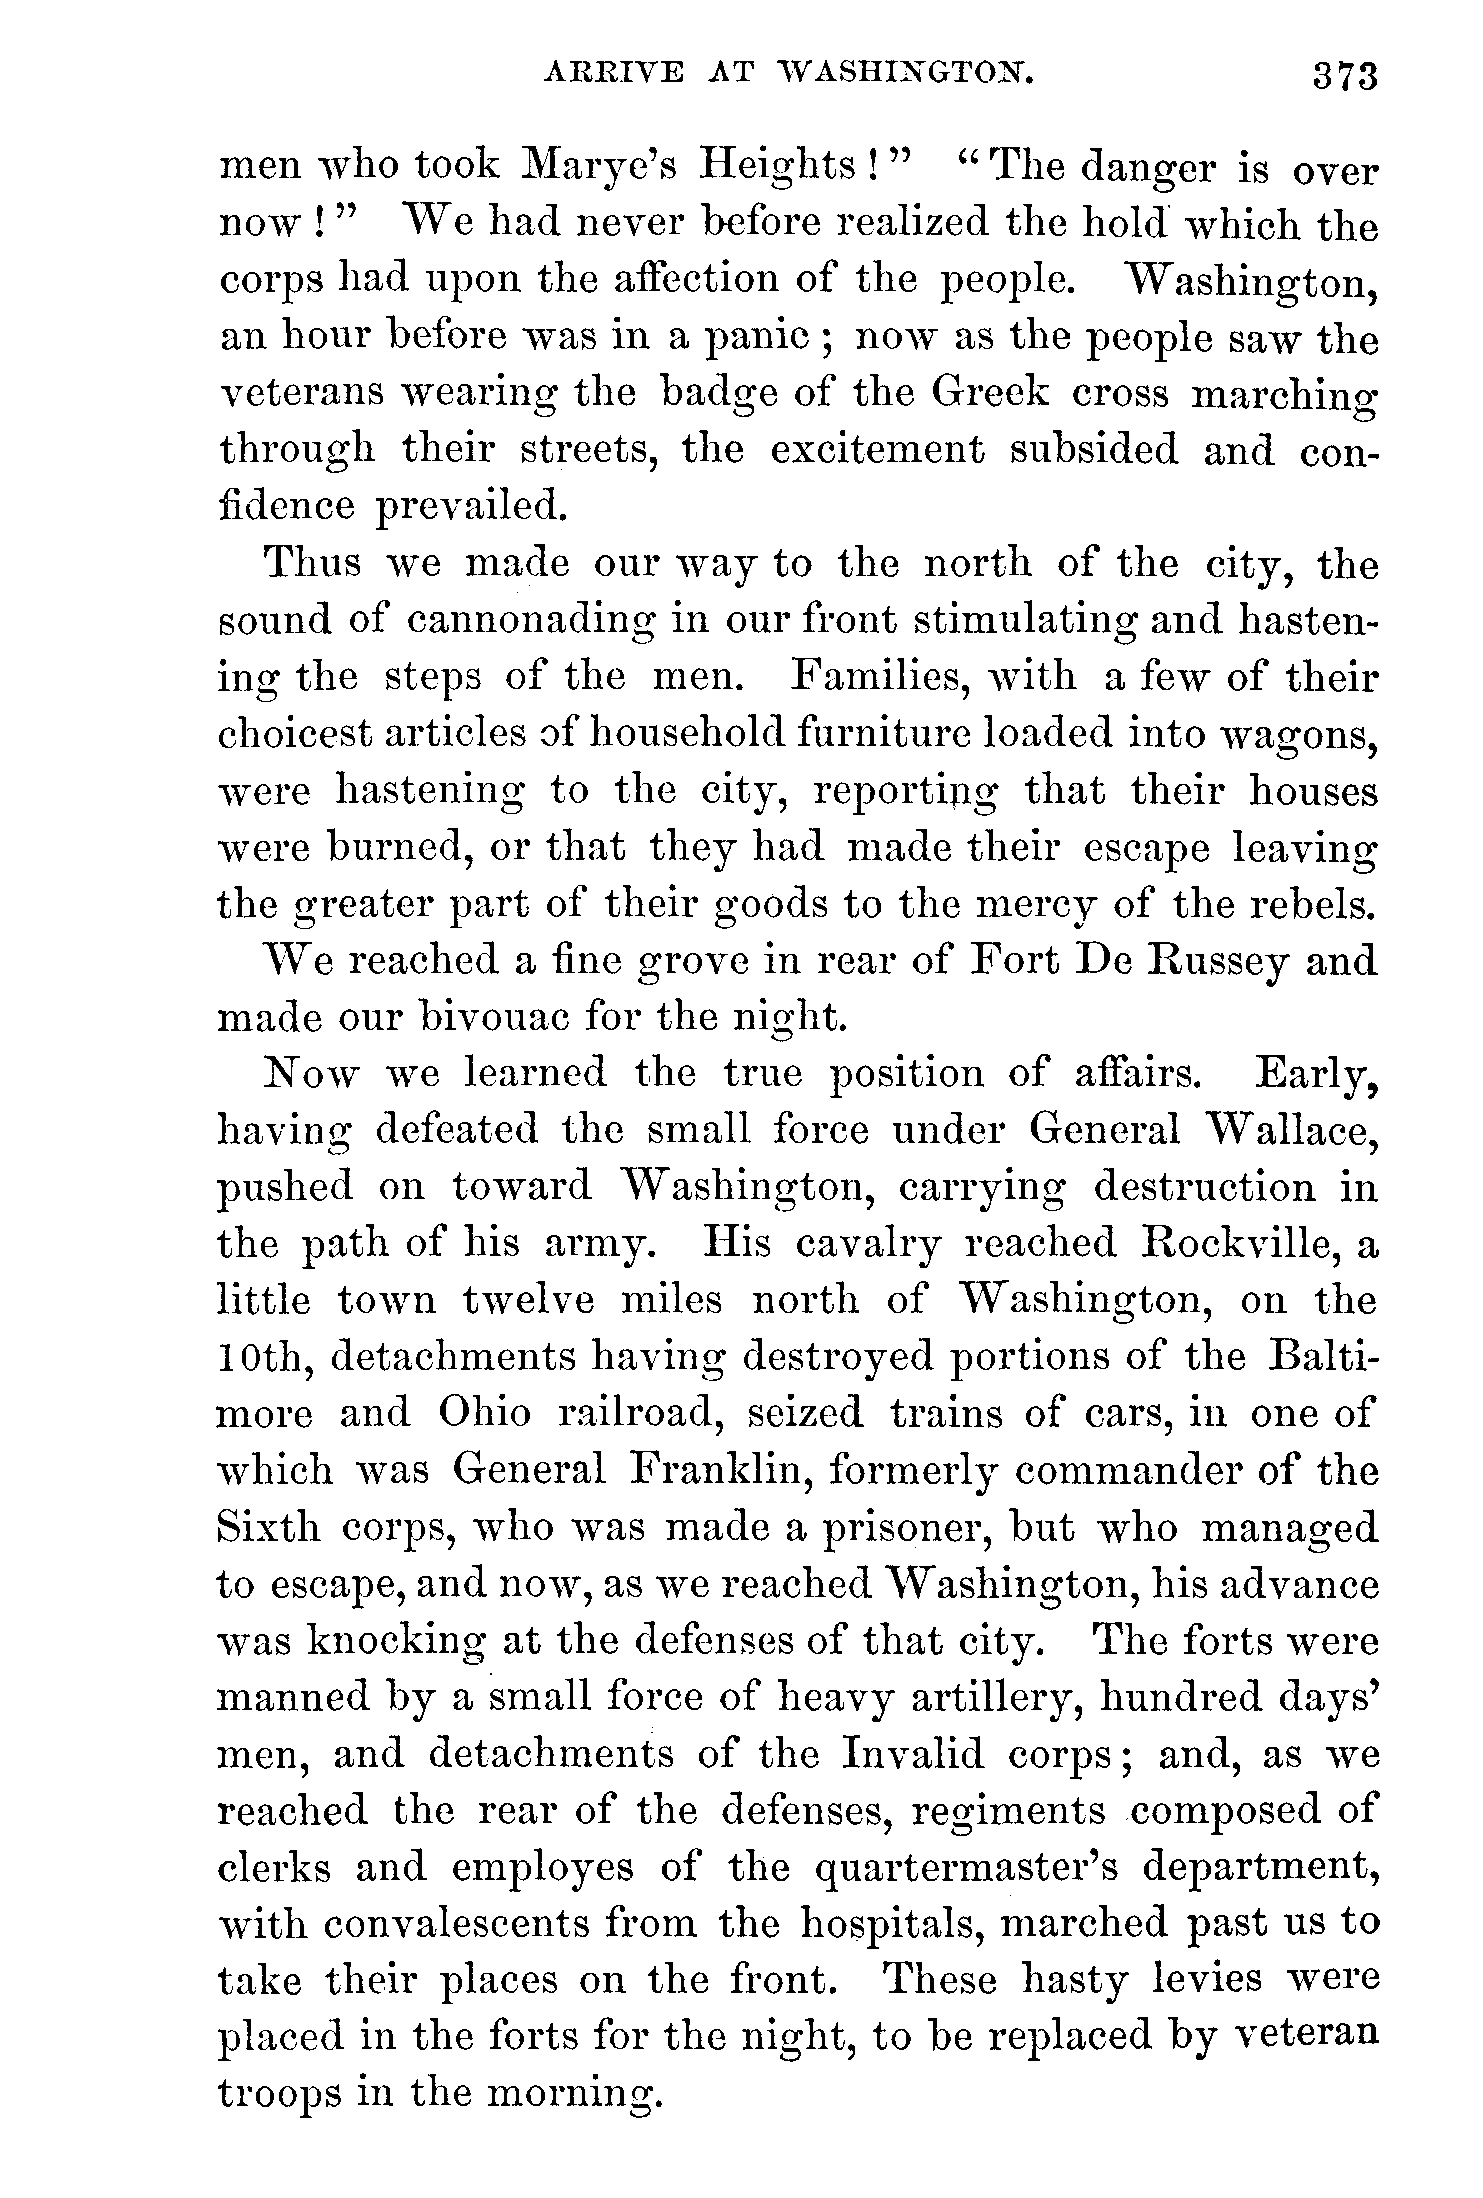 ARRIVE AT WASHINGTON. 373
men who took Marye's Heights!" "The danger is over
now!" We had never before realized the hold which the
corps had upon the affection of the people. Washington,
an hour before was in a panic; now as the people saw the
veterans wearing the badge of the Greek cross marching
through their streets, the excitement subsided and con-
fidence prevailed.
Thus we made our way to the north of the city, the
sound of cannonading in our front stimulating and hasten-
ing the steps of the men. Families, with a few of their
choicest articles of household furniture loaded into wagons,
were hastening to the city, reporting that their houses
were burned, or that they had made their escape leaving
the greater part of their goods to the mercy of the rebels.
We reached a fine grove in rear of Fort De Russey and
made our bivouac for the night.
Now we learned the true position of affairs. Early,
having defeated the small force under General Wallace,
pushed on toward Washington, carrying destruction in
the path of his army. His cavalry reached Rockville, a
little town twelve miles north of Washington, on the
10th, detachments having destroyed portions of the Balti-
more and Ohio railroad, seized trains of cars, in one of
which was General Franklin, formerly commander of the
Sixth corps, who was made a prisoner, but who managed
to escape, and now, as we reached Washington, his advance
was knocking at the defenses of that city. The forts were
manned by a small force of heavy artillery, hundred days'
men, and detachments of the Invalid corps; and, as we
reached the rear of the defenses, regiments composed of
clerks and employes of the quartermaster's department,
with convalescents from the hospitals, marched past us to
take their places on the front. These hasty levies were
placed in the forts for the night, to be replaced by veteran
troops in the morning.